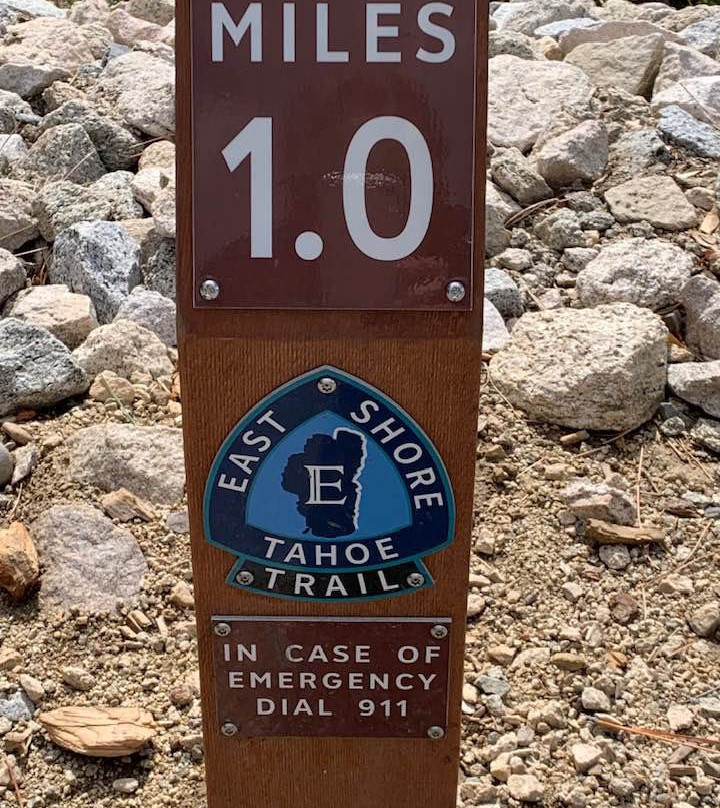 MILES
1.0
EAST SHORE
E
TAHOE
TRAIL
IN CASE OF
EMERGENCY
DIAL 911